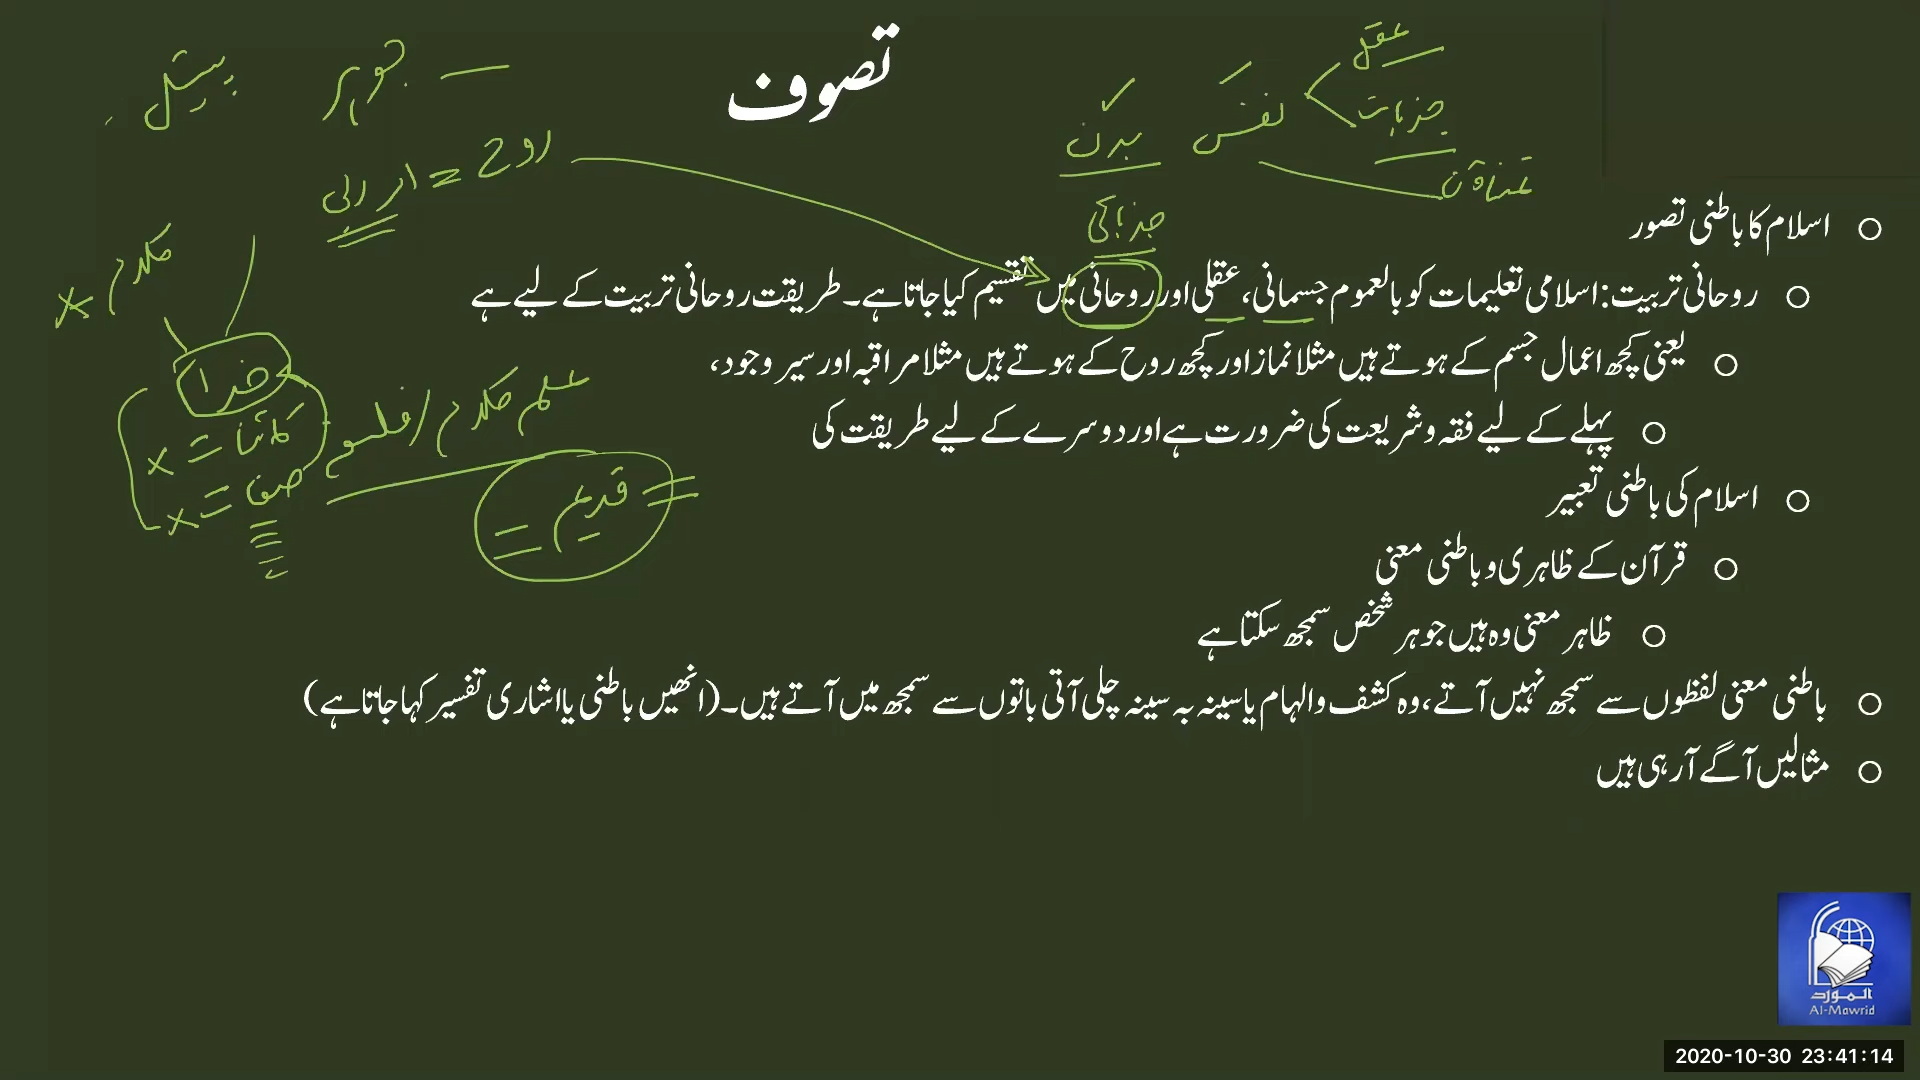 تصوف
عقل
جذبات
نفس
بدن
جوہر
روح =
جذباتی
اسلام کا باطنی تصور
روحانی تربیت: اسلامی تعلیمات کو بالعموم جسمانی، عقلی اور روحانی میں تقسیم کیا جاتا ہے۔ طریقت روحانی تربیت کے لیے ہے
یعنی کچھ اعمال جسم کے ہوتے ہیں مثلا نماز اور کچھ روح کے ہوتے ہیں مثلا مراقبہ اور سیر وجود،
پہلے کے لیے فقہ و شریعت کی ضرورت ہے اور دوسرے کے لیے طریقت کی
اسلام کی باطنی تعبیر
قرآن کے ظاہری و باطنی معنی
ظاہر معنی وہ ہیں جو ہر شخص سمجھ سکتا ہے
باطنی معنی لفظوں سے سمجھ نہیں آتے، وہ کشف و الہام یا سینہ بہ سینہ چلی آتی باتوں سے سمجھ میں آتے ہیں۔ (انھیں باطنی یا اشاری تفسیر کہا جاتا ہے)
مثالیں آگے آ رہی ہیں
خدا
کائنات
علم کلام / فلسفہ
قدیم
المورد
Al-Mawrid
2020-10-30 23:41:14